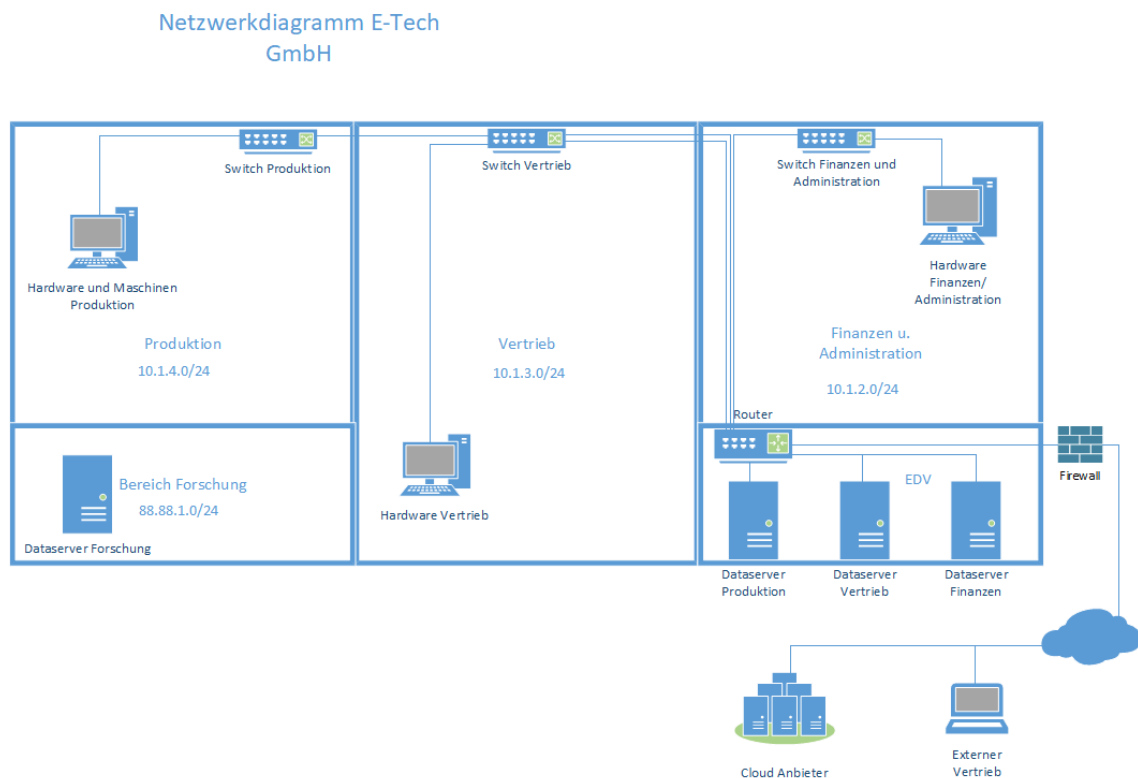 Netzwerkdiagramm E-Tech
GmbH
Switch Produktion
Switch Vertrieb
Switch Finanzen und
Administration
Hardware und Maschinen
Produktion
Hardware
Finanzen/
Administration
Produktion
10.1.4.0/24
Vertrieb
10.1.3.0/24
Finanzen u.
Administration
10.1.2.0/24
Router
Bereich Forschung
88.88.1.0/24
Dataserver Forschung
Hardware Vertrieb
EDV
Firewall
Dataserver
Produktion
Dataserver
Vertrieb
Dataserver
Finanzen
Cloud Anbieter
Externer
Vertrieb